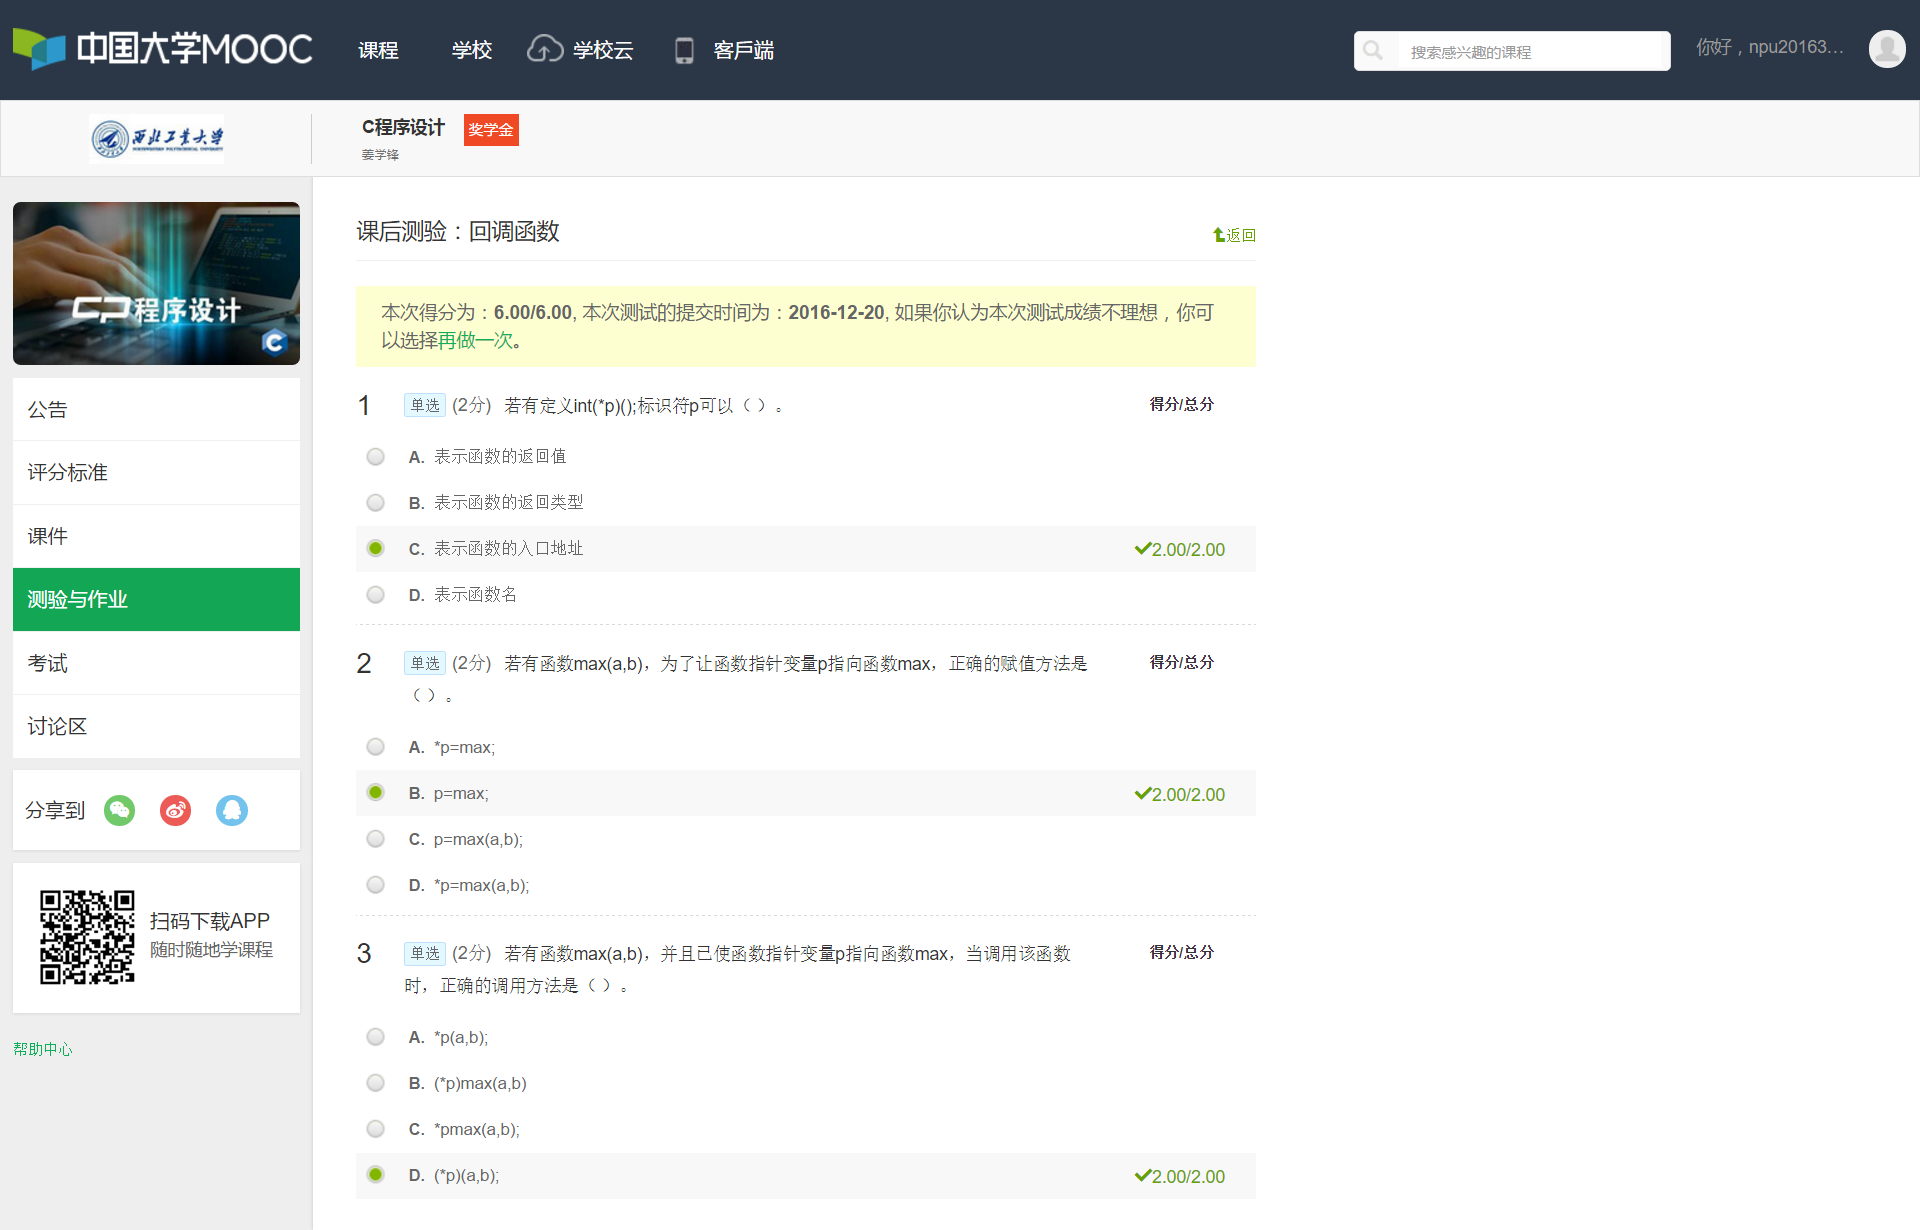 中国大学MOOC 课程 学校 学校云 客戶端 搜索感兴趣的课程 你好，npu20163...
西北工业大学 C程序设计 奖学金
姜学锋
程序设计
公告
评分标准
课件
测验与作业
考试
讨论区
分享到
扫码下载APP
随时随地学课程
帮助中心
课后测验：回调函数 返回
本次得分为：6.00/6.00, 本次测试的提交时间为：2016-12-20, 如果你认为本次测试成绩不理想，你可
以选择再做一次。
1 单选 (2分) 若有定义int(*p)();标识符p可以（ ）。 得分/总分
A. 表示函数的返回值
B. 表示函数的返回类型
C. 表示函数的入口地址 2.00/2.00
D. 表示函数名
2 单选 (2分) 若有函数max(a,b)，为了让函数指针变量p指向函数max，正确的赋值方法是 得分/总分
（ ）。
A. *p=max;
B. p=max; 2.00/2.00
C. p=max(a,b);
D. *p=max(a,b);
3 单选 (2分) 若有函数max(a,b)，并且已使函数指针变量p指向函数max，当调用该函数 得分/总分
时，正确的调用方法是（ ）。
A. *p(a,b);
B. (*p)max(a,b)
C. *pmax(a,b);
D. (*p)(a,b); 2.00/2.00